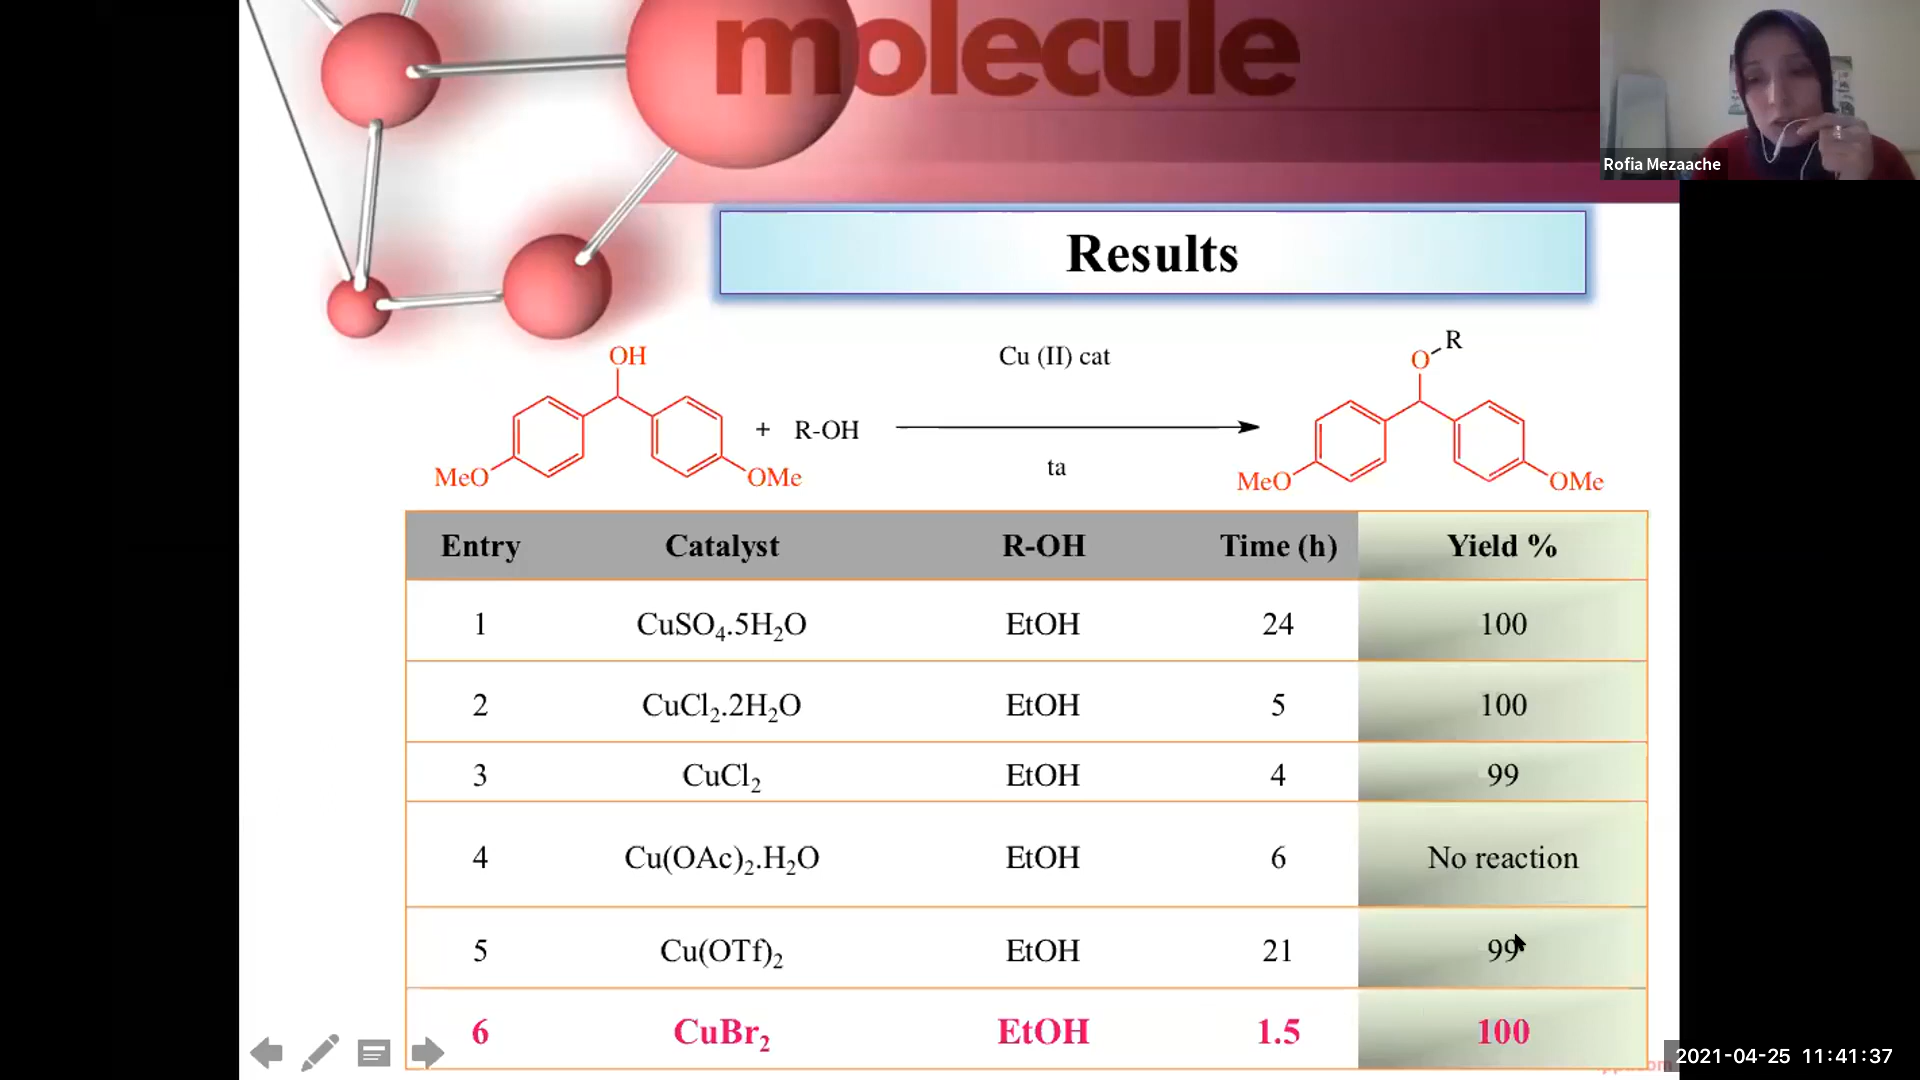 molecule
Rofia Mezaache
Results
OH
MeO
OMe
+ R-OH
Cu (II) cat
ta
O
R
MeO
OMe
Entry Catalyst R-OH Time (h) Yield %
1 CuSO₄.5H₂O EtOH 24 100
2 CuCl₂.2H₂O EtOH 5 100
3 CuCl₂ EtOH 4 99
4 Cu(OAc)₂.H₂O EtOH 6 No reaction
5 Cu(OTf)₂ EtOH 21 99
6 CuBr₂ EtOH 1.5 100
2021-04-25 11:41:37